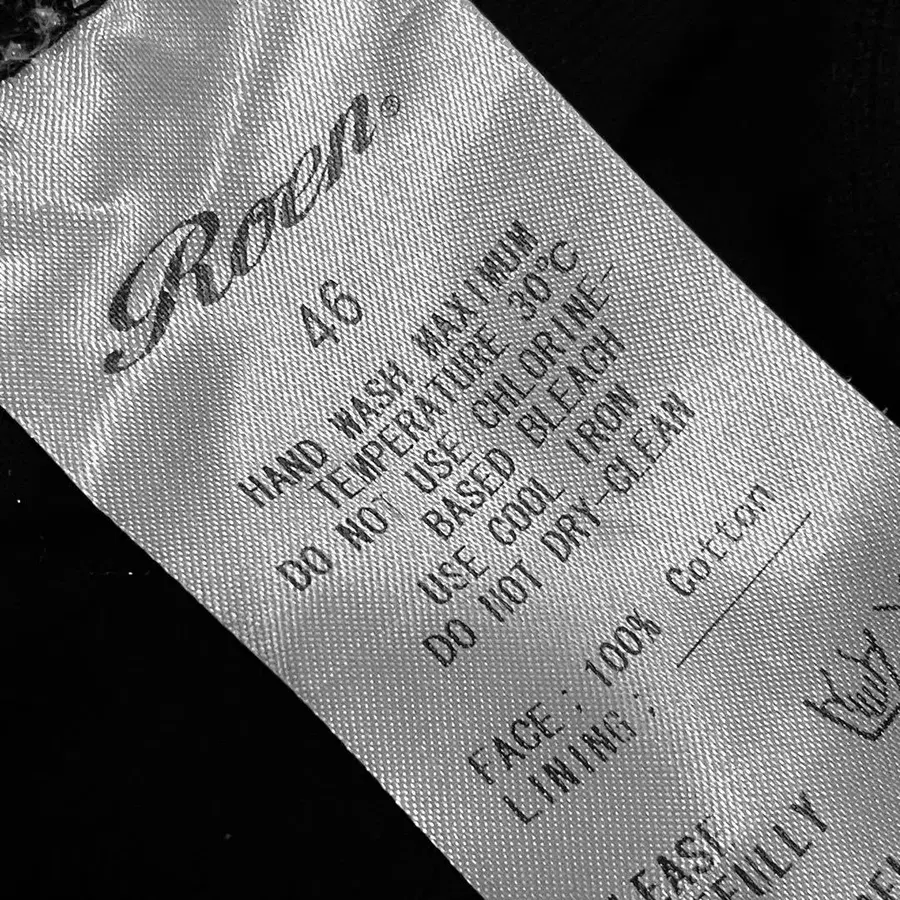 Roen®
46
HAND WASH MAXIMUM
TEMPERATURE 30°C
DO NOT USE CHLORINE-
BASED BLEACH
USE COOL IRON
DO NOT DRY-CLEAN
FACE: 100% Cotton
LINING: